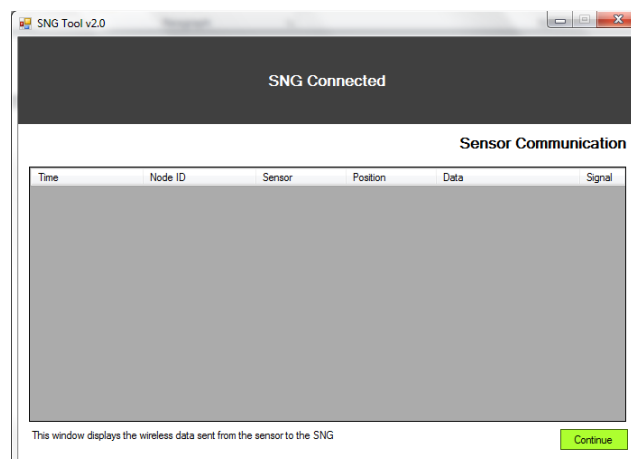 SNG Tool v2.0
SNG Connected
Sensor Communication
Time Node ID Sensor Position Data Signal
This window displays the wireless data sent from the sensor to the SNG
Continue